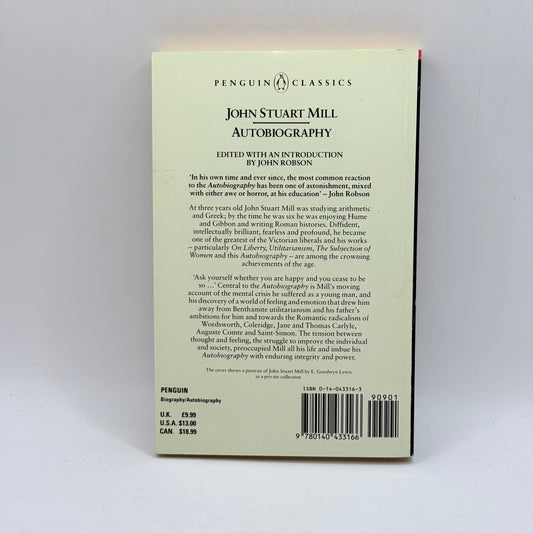 PENGUIN CLASSICS
JOHN STUART MILL
AUTOBIOGRAPHY
EDITED WITH AN INTRODUCTION
BY JOHN ROBSON
‘In his own time and ever since, the most common reaction
to the Autobiography has been one of astonishment, mixed
with either awe or horror, at his education’ – John Robson
At three years old John Stuart Mill was studying arithmetic
and Greek; by the time he was six he was enjoying Hume
and Gibbon and writing Roman histories. Diffident,
intellectually brilliant, fearless and profound, he became
one of the greatest of the Victorian liberals and his works
– particularly On Liberty, Utilitarianism, The Subjection of
Women and this Autobiography – are among the crowning
achievements of the age.
‘Ask yourself whether you are happy and you cease to be
so ...’ Central to the Autobiography is Mill’s moving
account of the mental crisis he suffered as a young man, and
his discovery of a world of feeling and emotion that drew him
away from Benthamite utilitarianism and his father’s
ambitions for him and towards the Romantic radicalism of
Wordsworth, Coleridge, Jane and Thomas Carlyle,
Auguste Comte and Saint-Simon. The tension between
thought and feeling, the struggle to improve the individual
and society, preoccupied Mill all his life and imbue his
Autobiography with enduring integrity and power.
The cover shows a portrait of John Stuart Mill by E. Goodwyn Lewis
in a private collection
PENGUIN
Biography/Autobiography
U.K. £9.99
U.S.A. $13.00
CAN. $18.99
ISBN 0-14-043316-3
90901
9 780140 433166